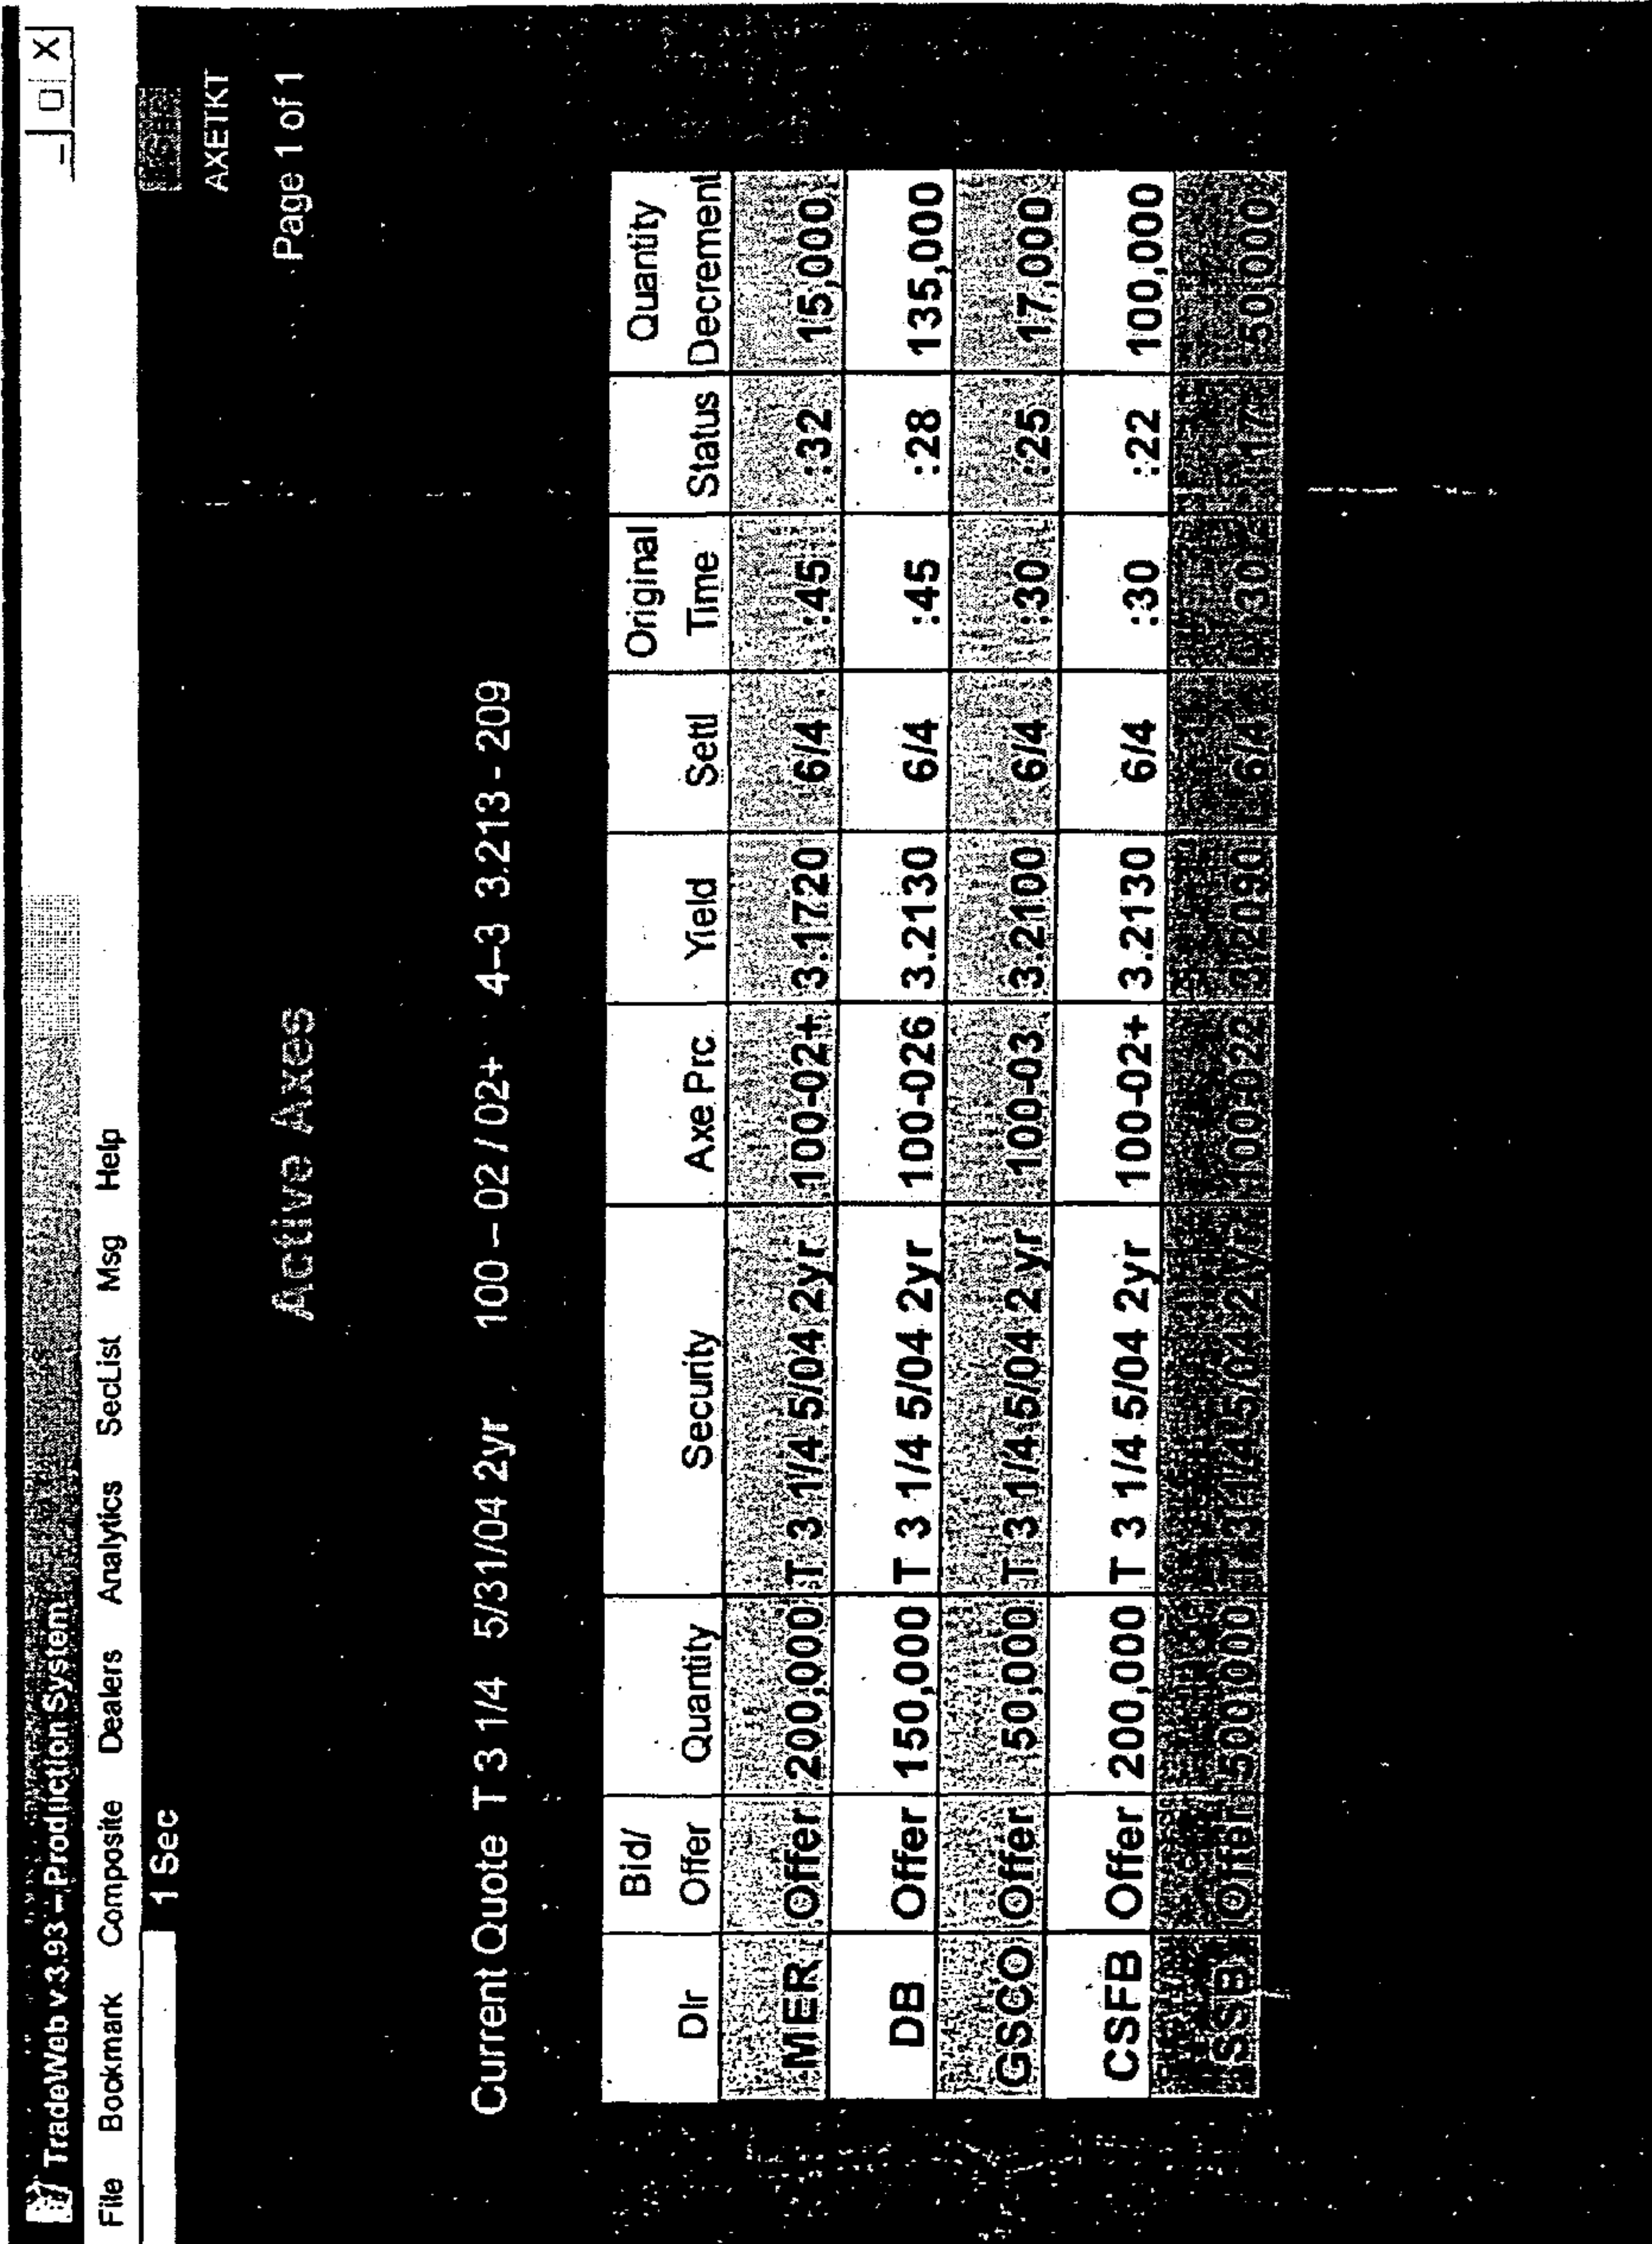 TradeWeb v.3.93 – Production System
File Bookmark Composite Dealers Analytics SecList Msg Help
1 Sec
AXETKT
Active Axes Page 1 of 1
Current Quote T 3 1/4 5/31/04 2yr 100 – 02 / 02+ 4–3 3.213 - 209
Dlr Bid/ Offer Quantity Security Axe Prc Yield Settl Original Time Status Quantity Decrement
MER Offer 200,000 T 3 1/4 5/04 2yr 100-02+ 3.1720 6/4 :45 :32 15,000
DB Offer 150,000 T 3 1/4 5/04 2yr 100-026 3.2130 6/4 :45 :28 135,000
GSCO Offer 50,000 T 3 1/4 5/04 2 yr 100-03 3.2100 6/4 :30 :25 17,000
CSFB Offer 200,000 T 3 1/4 5/04 2yr 100-02+ 3.2130 6/4 :30 :22 100,000
SSB Offer 500,000 T 3 1/4 5/04 2yr 100-022 3.2090 6/4 :30 :17 50,000